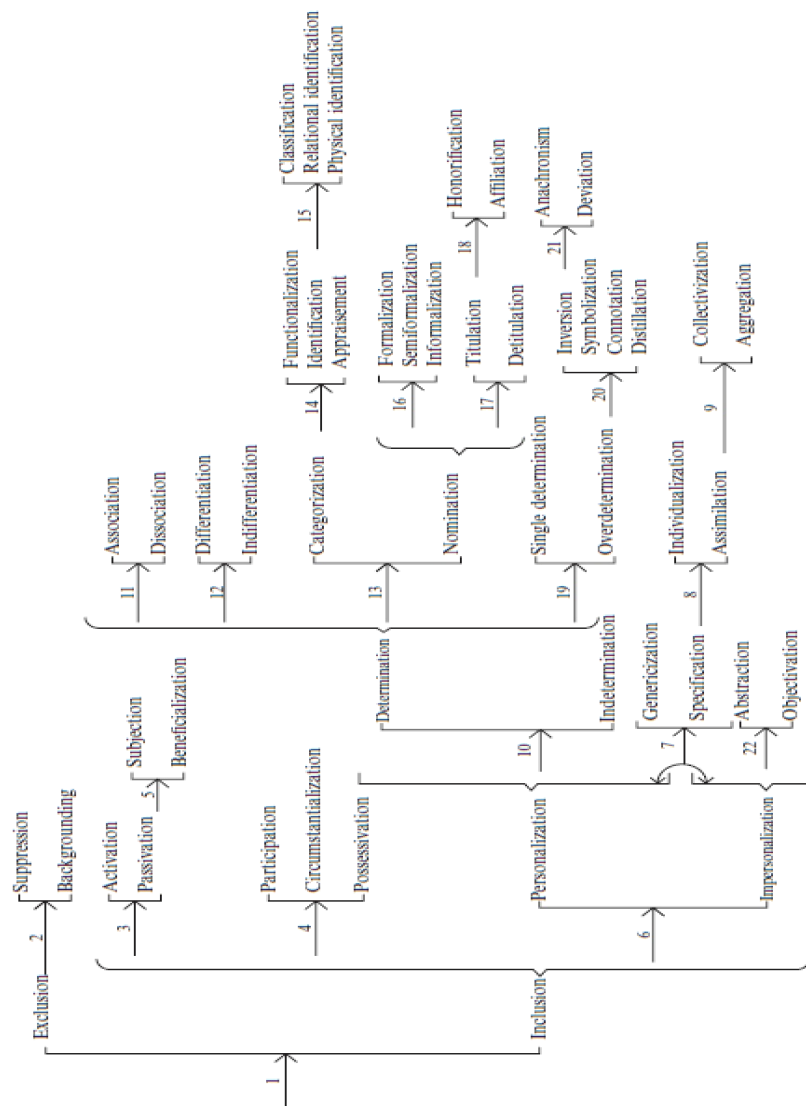 1
Exclusion
2
Suppression
Backgrounding
Inclusion
3
Activation
Passivation
5
Subjection
Beneficialization
4
Participation
Circumstantialization
Possessivation
6
Personalization
Impersonalization
10
Determination
Indetermination
11
Association
Dissociation
12
Differentiation
Indifferentiation
13
Categorization
Nomination
14
Functionalization
Identification
Appraisement
15
Classification
Relational identification
Physical identification
16
Formalization
Semiformalization
Informalization
17
Titulation
Detitulation
18
Honorification
Affiliation
19
Single determination
Overdetermination
20
Inversion
Symbolization
Connotation
Distillation
21
Anachronism
Deviation
7
Genericization
Specification
8
Individualization
Assimilation
9
Collectivization
Aggregation
22
Abstraction
Objectivation